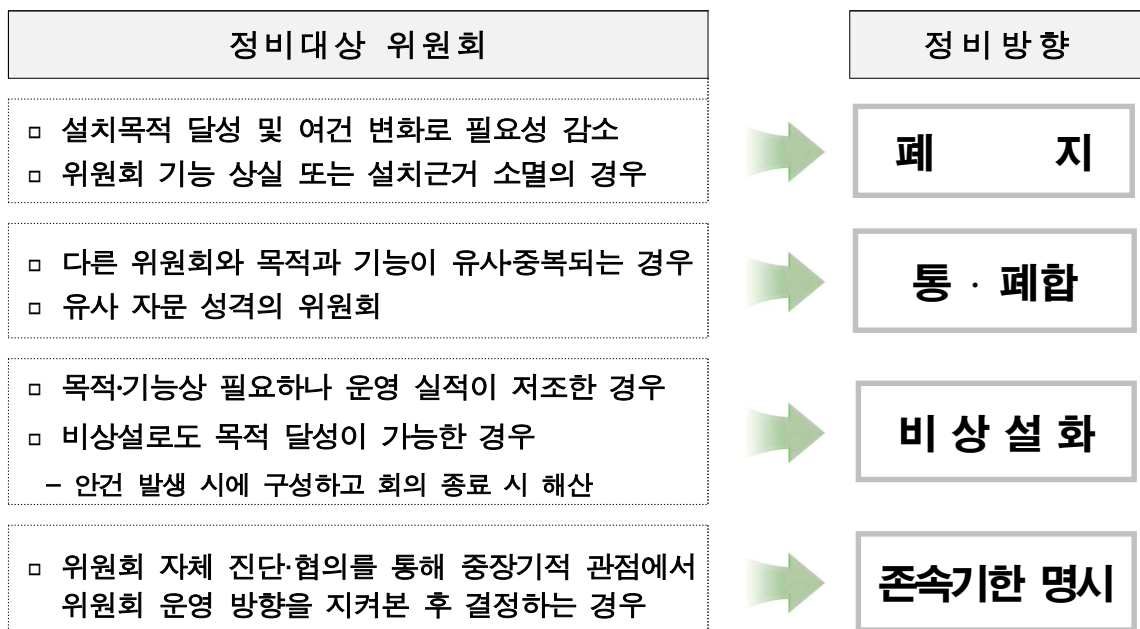 정비대상 위원회
정비방향
▫ 설치목적 달성 및 여건 변화로 필요성 감소
▫ 위원회 기능 상실 또는 설치근거 소멸의 경우
폐 지
▫ 다른 위원회와 목적과 기능이 유사·중복되는 경우
▫ 유사 자문 성격의 위원회
통 · 폐합
▫ 목적·기능상 필요하나 운영 실적이 저조한 경우
▫ 비상설로도 목적 달성이 가능한 경우
– 안건 발생 시에 구성하고 회의 종료 시 해산
비 상 설 화
▫ 위원회 자체 진단·협의를 통해 중장기적 관점에서
위원회 운영 방향을 지켜본 후 결정하는 경우
존속기한 명시